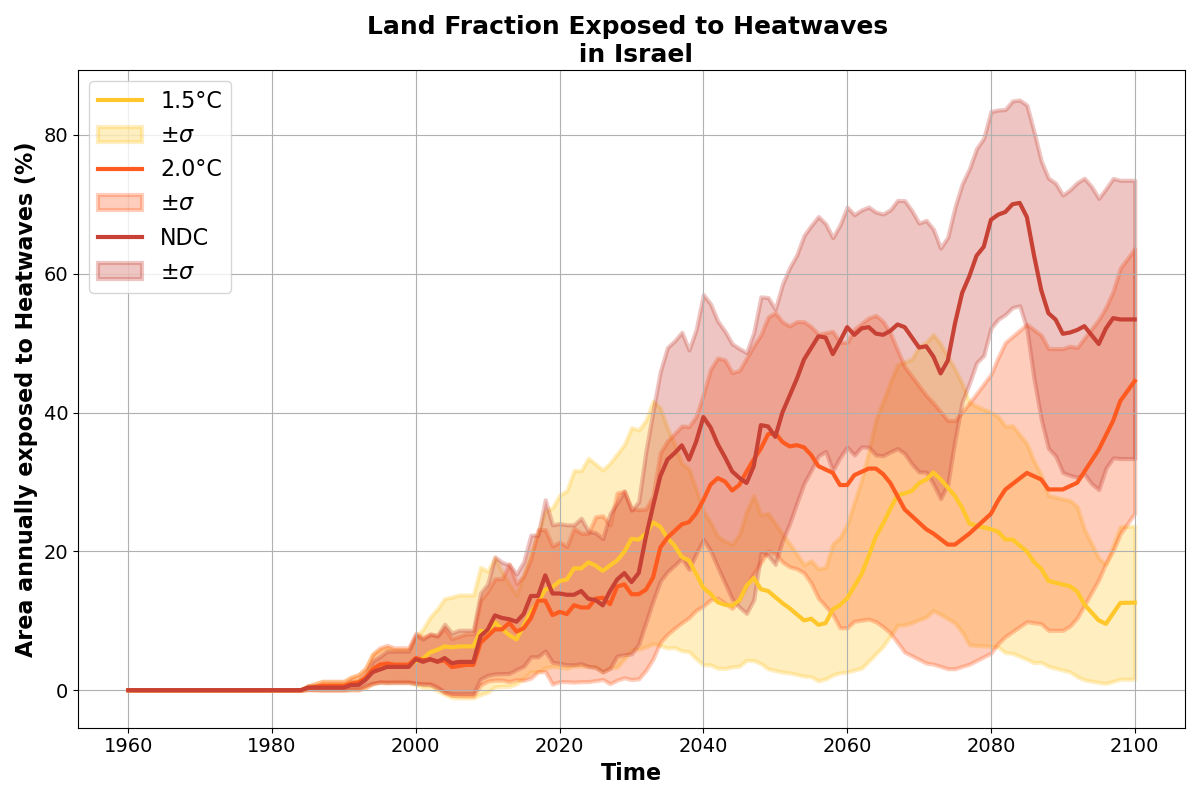 Land Fraction Exposed to Heatwaves
in Israel
Area annually exposed to Heatwaves (%)
1.5°C
±σ
2.0°C
±σ
NDC
±σ
80
60
40
20
0
1960 1980 2000 2020 2040 2060 2080 2100
Time